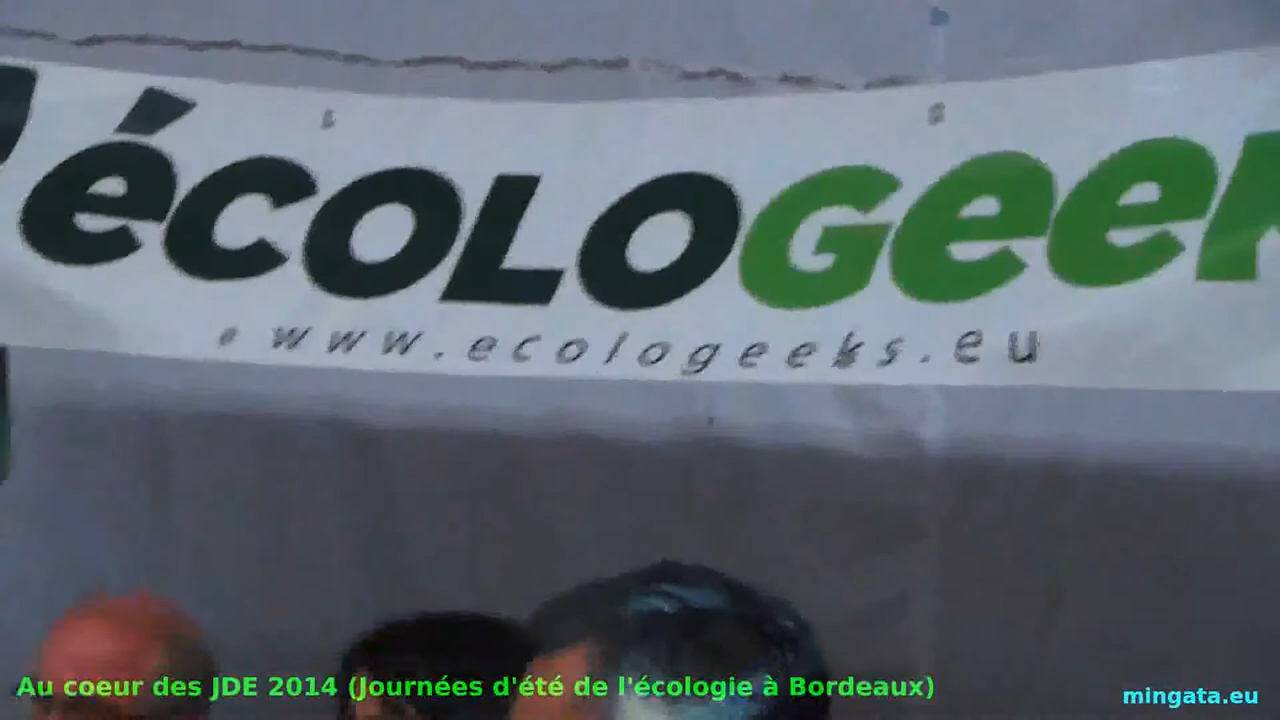 'écoloGeek
www.ecologeeks.eu
Au coeur des JDE 2014 (Journées d'été de l'écologie à Bordeaux)
mingata.eu